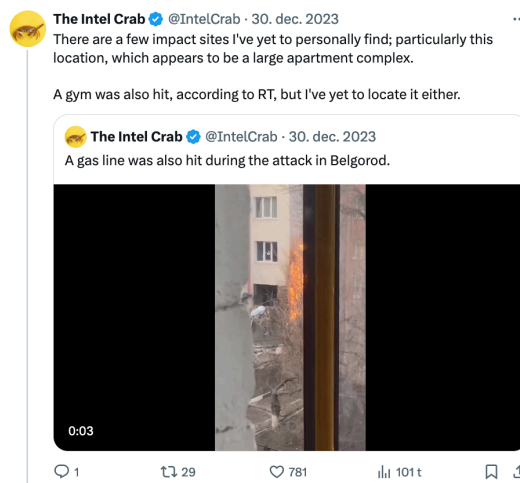 The Intel Crab @IntelCrab · 30. dec. 2023
There are a few impact sites I've yet to personally find; particularly this
location, which appears to be a large apartment complex.
A gym was also hit, according to RT, but I've yet to locate it either.
The Intel Crab @IntelCrab · 30. dec. 2023
A gas line was also hit during the attack in Belgorod.
0:03
1 29 781 101 t